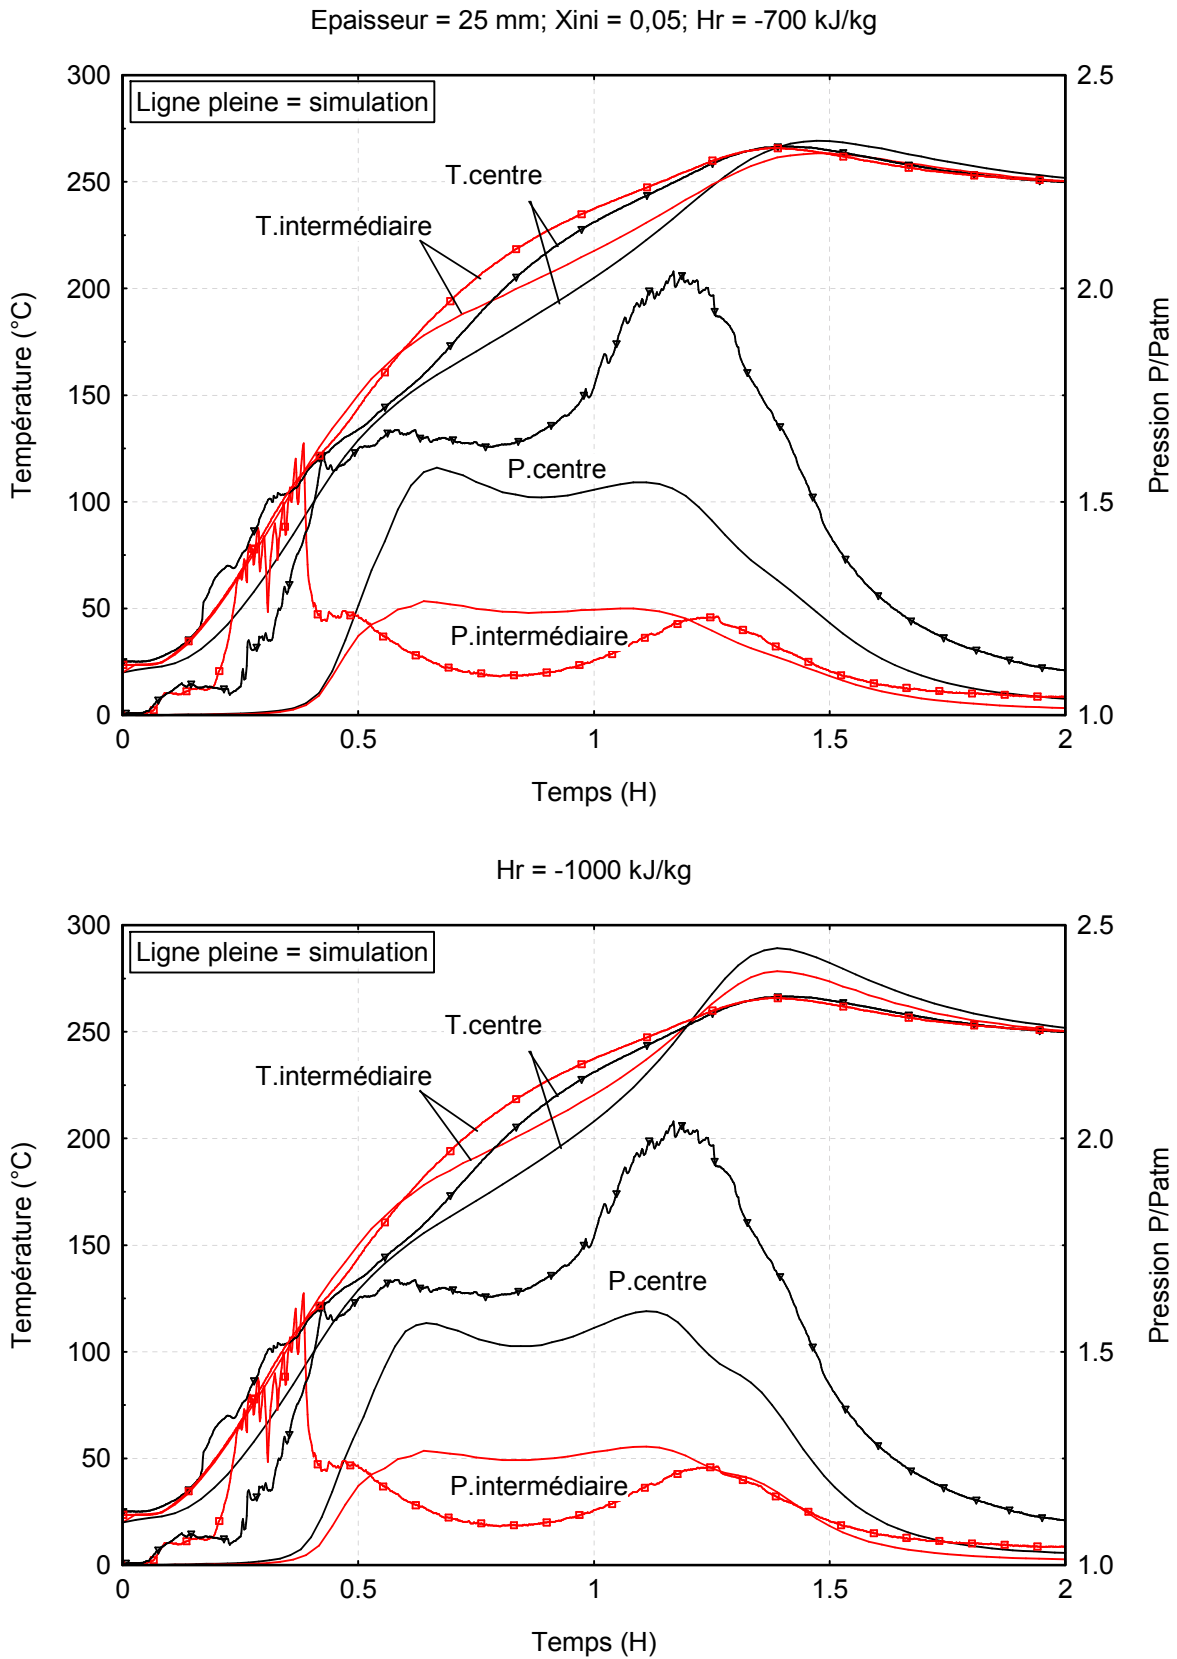 Epaisseur = 25 mm; Xini = 0,05; Hr = -700 kJ/kg
300
2.5
Ligne pleine = simulation
T.centre
250
T.intermédiaire
200
2.0
Température (°C)
Pression P/Patm
150
P.centre
100
1.5
50
P.intermédiaire
0
1.0
0
0.5
1
1.5
2
Temps (H)
Hr = -1000 kJ/kg
300
2.5
Ligne pleine = simulation
T.centre
250
T.intermédiaire
200
2.0
Température (°C)
Pression P/Patm
150
P.centre
100
1.5
50
P.intermédiaire
0
1.0
0
0.5
1
1.5
2
Temps (H)